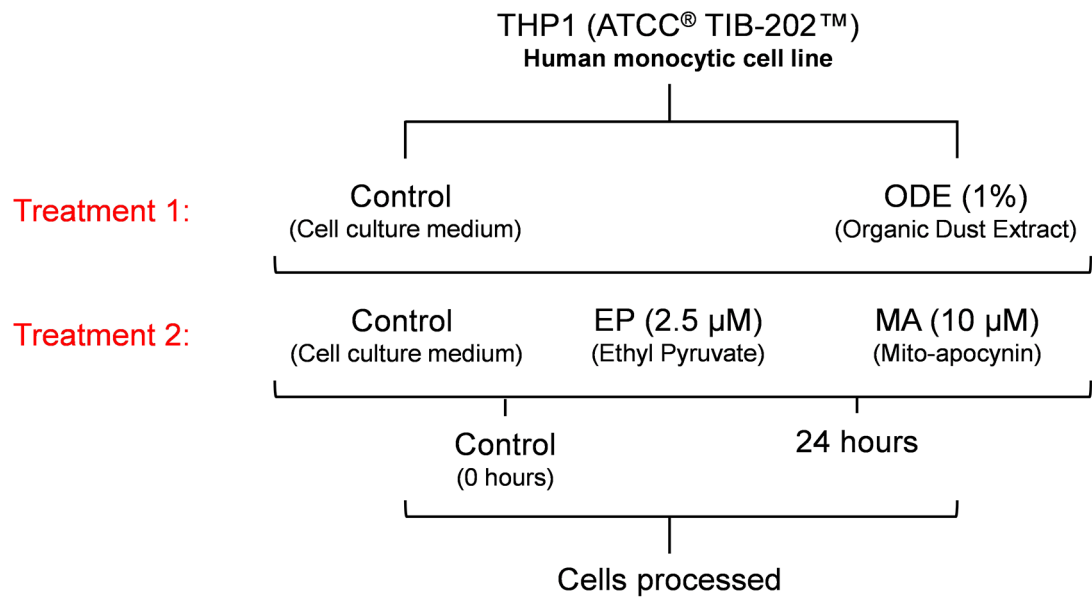 THP1 (ATCC® TIB-202™)
Human monocytic cell line
Treatment 1:
Control
(Cell culture medium)
ODE (1%)
(Organic Dust Extract)
Treatment 2:
Control
(Cell culture medium)
EP (2.5 µM)
(Ethyl Pyruvate)
MA (10 µM)
(Mito-apocynin)
Control
(0 hours)
24 hours
Cells processed